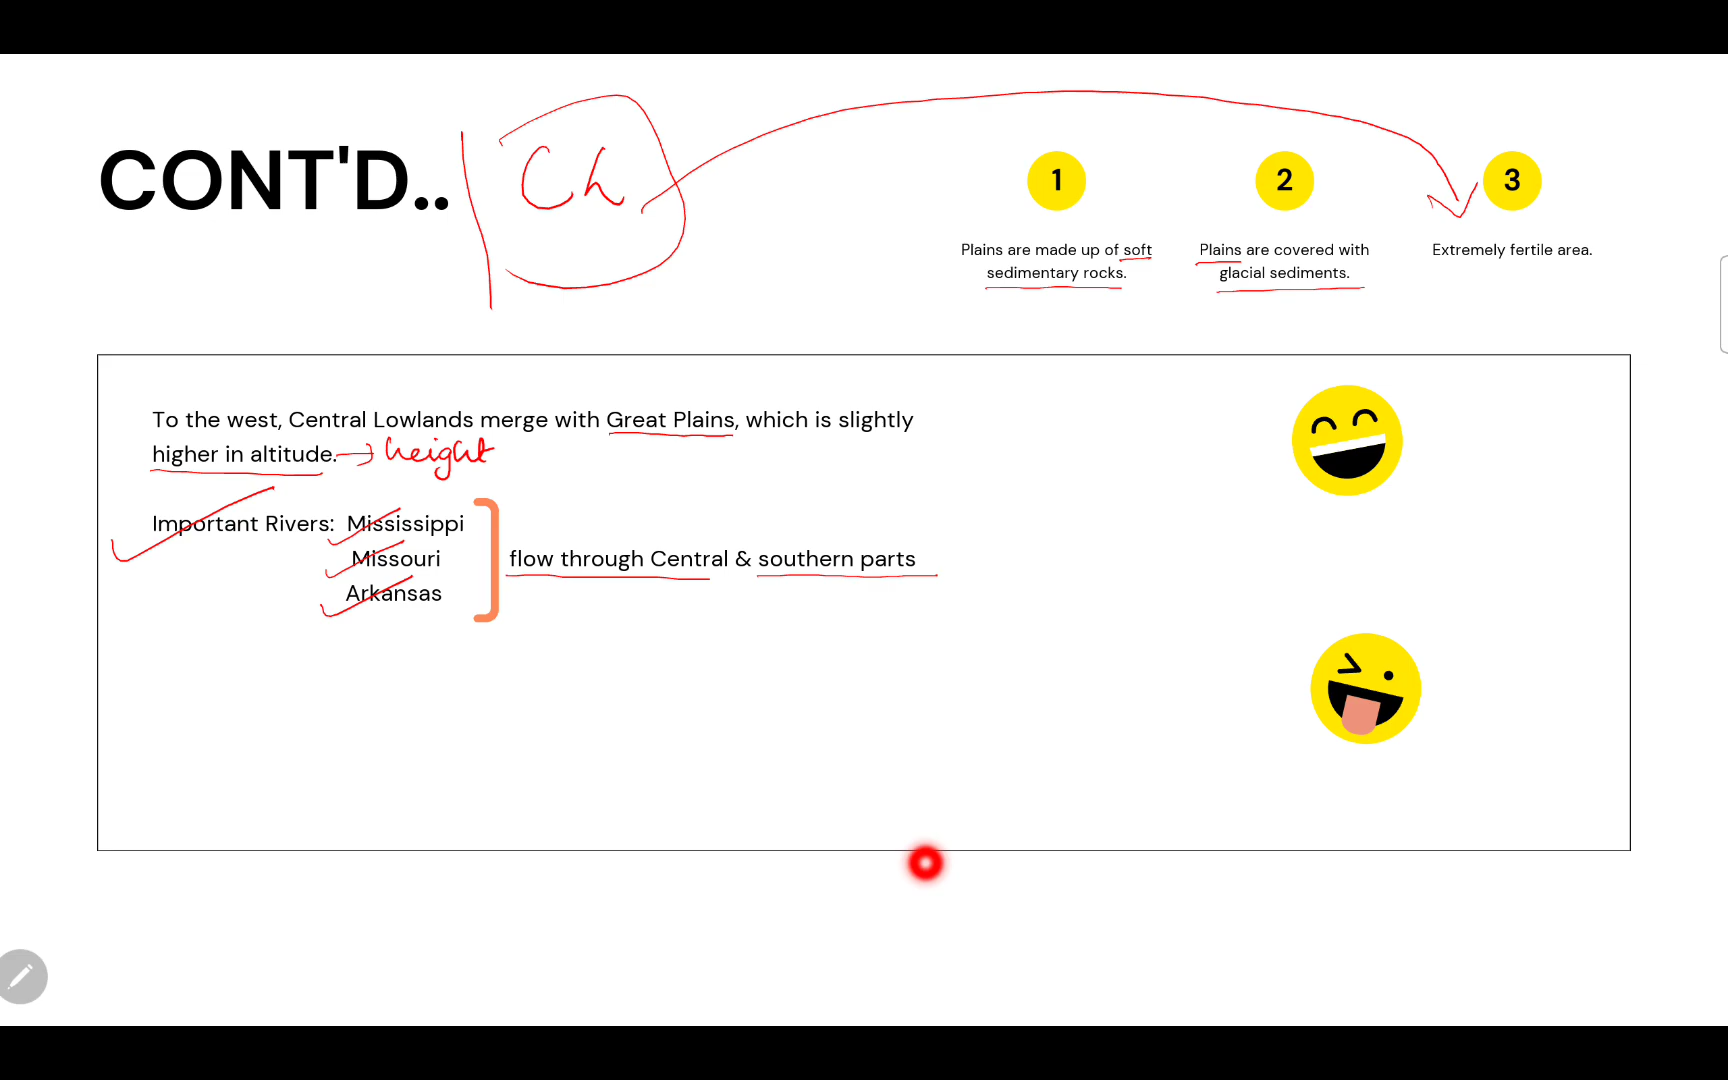 CONT'D..
Ch
1
Plains are made up of soft
sedimentary rocks.
2
Plains are covered with
glacial sediments.
3
Extremely fertile area.
To the west, Central Lowlands merge with Great Plains, which is slightly
higher in altitude. → height
Important Rivers: Mississippi
Missouri
Arkansas
flow through Central & southern parts